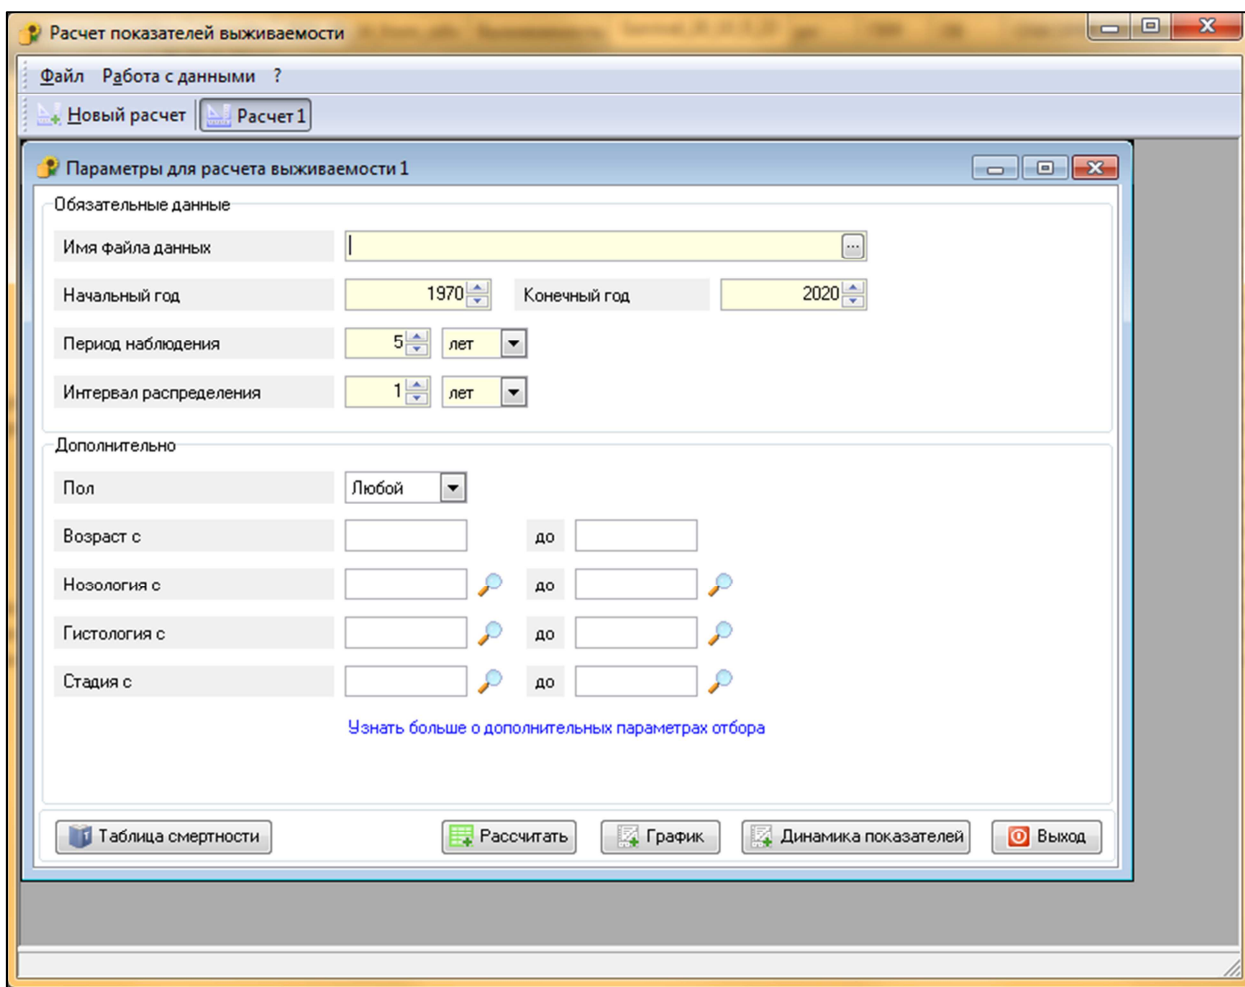 Расчет показателей выживаемости
Файл Работа с данными ?
Новый расчет Расчет 1
Параметры для расчета выживаемости 1
Обязательные данные
Имя файла данных ...
Начальный год 1970 Конечный год 2020
Период наблюдения 5 лет
Интервал распределения 1 лет
Дополнительно
Пол Любой
Возраст с до
Нозология с до
Гистология с до
Стадия с до
Узнать больше о дополнительных параметрах отбора
Таблица смертности Рассчитать График Динамика показателей Выход